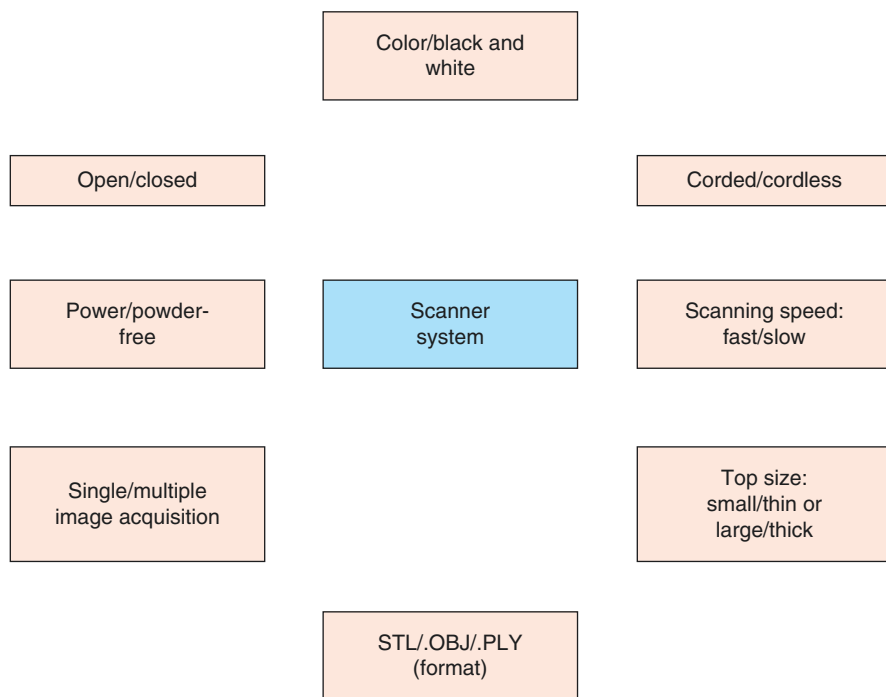 Color/black and
white
Open/closed
Corded/cordless
Power/powder-
free
Scanner
system
Scanning speed:
fast/slow
Single/multiple
image acquisition
Top size:
small/thin or
large/thick
STL/.OBJ/.PLY
(format)